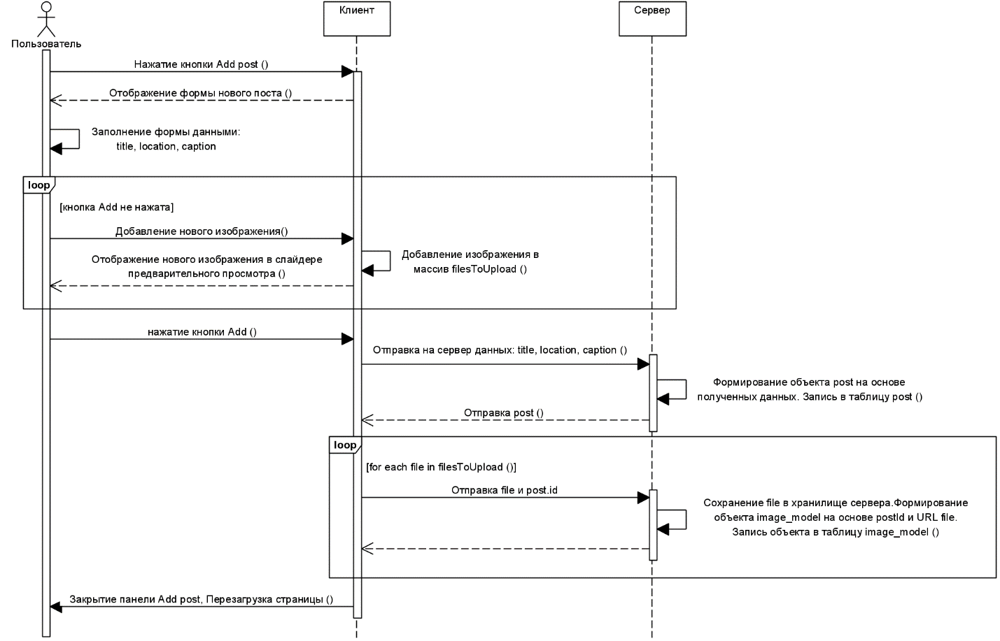 Клиент
Сервер
Пользователь
Нажатие кнопки Add post ()
Отображение формы нового поста ()
Заполнение формы данными:
title, location, caption
loop
[кнопка Add не нажата]
Добавление нового изображения()
Добавление изображения в
массив filesToUpload ()
Отображение нового изображения в слайдере
предварительного просмотра ()
нажатие кнопки Add ()
Отправка на сервер данных: title, location, caption ()
Формирование объекта post на основе
полученных данных. Запись в таблицу post ()
Отправка post ()
loop
[for each file in filesToUpload ()]
Отправка file и post.id
Сохранение file в хранилище сервера.Формирование
объекта image_model на основе postId и URL file.
Запись объекта в таблицу image_model ()
Закрытие панели Add post, Перезагрузка страницы ()